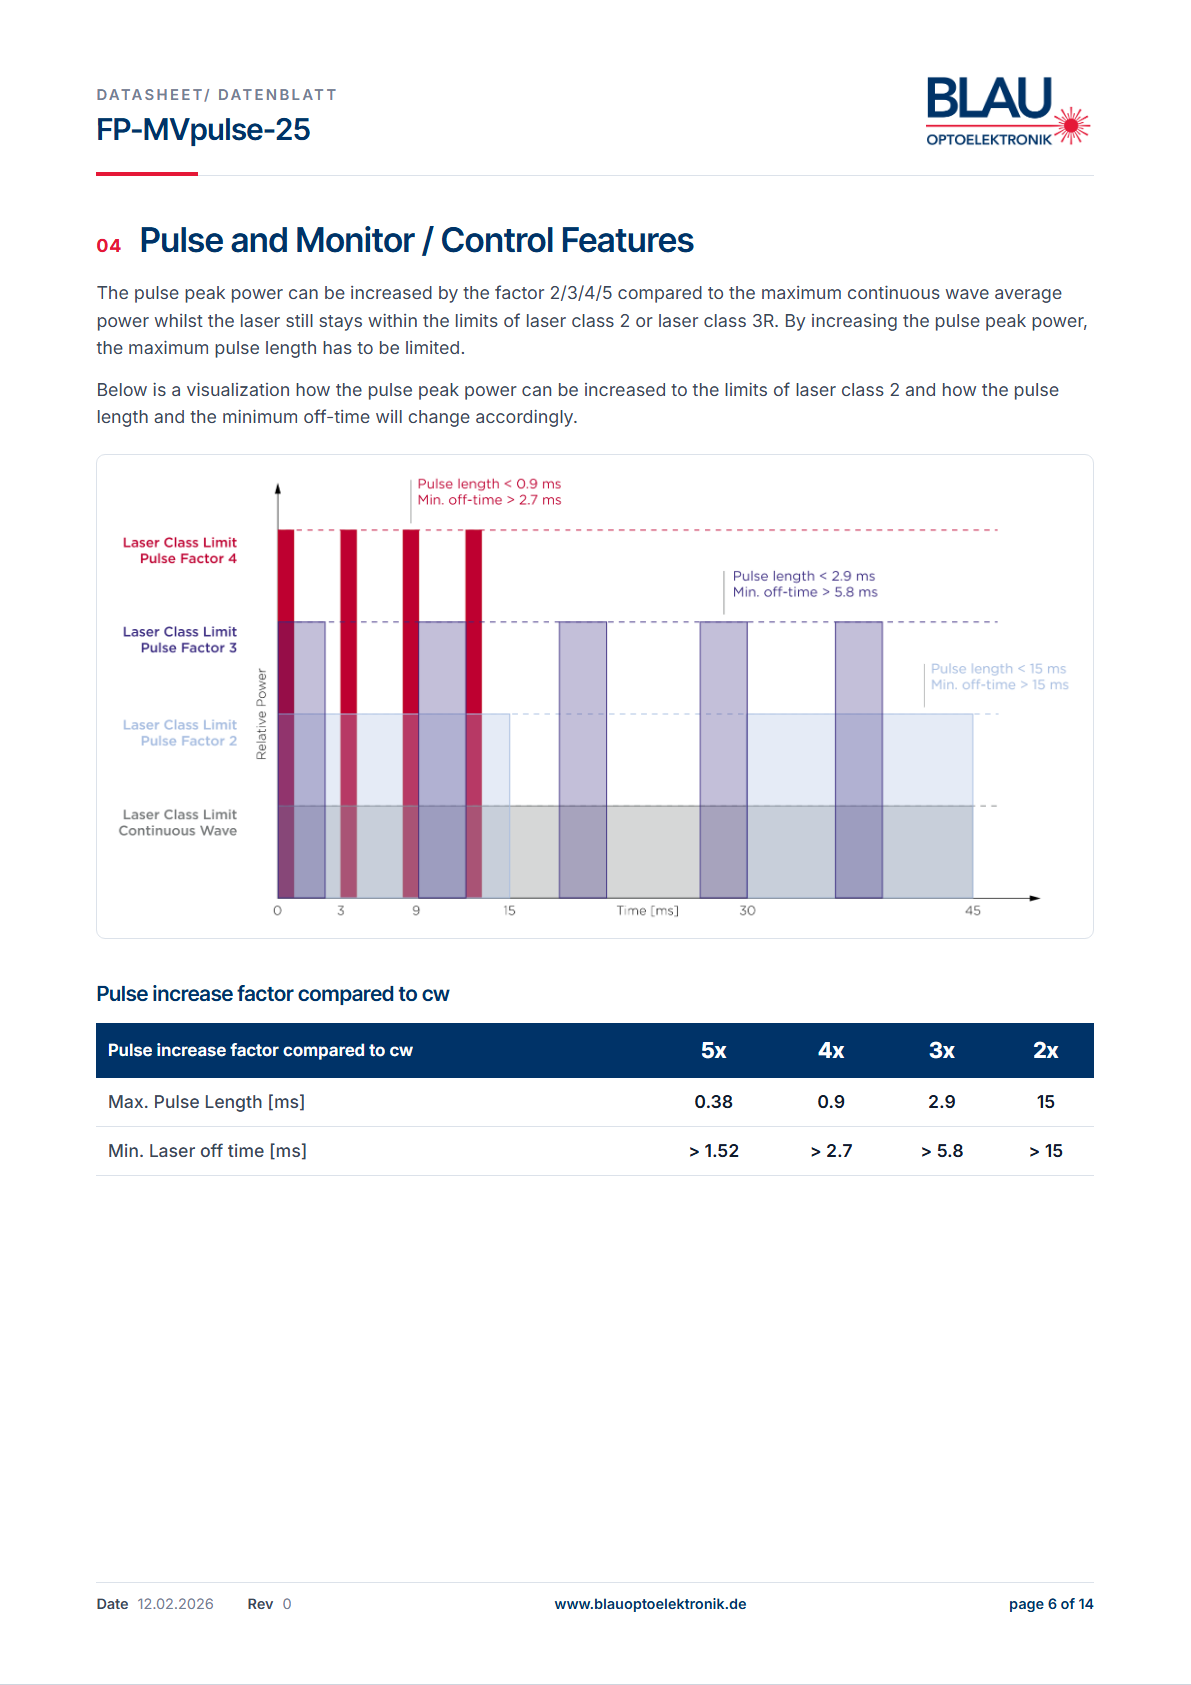 DATASHEET/ DATENBLATT
FP-MVpulse-25
BLAU
OPTOELEKTRONIK
04 Pulse and Monitor / Control Features
The pulse peak power can be increased by the factor 2/3/4/5 compared to the maximum continuous wave average
power whilst the laser still stays within the limits of laser class 2 or laser class 3R. By increasing the pulse peak power,
the maximum pulse length has to be limited.
Below is a visualization how the pulse peak power can be increased to the limits of laser class 2 and how the pulse
length and the minimum off-time will change accordingly.
Pulse length < 0.9 ms
Min. off-time > 2.7 ms
Laser Class Limit
Pulse Factor 4
Pulse length < 2.9 ms
Min. off-time > 5.8 ms
Laser Class Limit
Pulse Factor 3
Pulse length < 15 ms
Min. off-time > 15 ms
Relative Power
Laser Class Limit
Pulse Factor 2
Laser Class Limit
Continuous Wave
0 3 9 15 Time [ms] 30 45
Pulse increase factor compared to cw
Pulse increase factor compared to cw 5x 4x 3x 2x
Max. Pulse Length [ms] 0.38 0.9 2.9 15
Min. Laser off time [ms] > 1.52 > 2.7 > 5.8 > 15
Date 12.02.2026 Rev 0 www.blauoptoelektronik.de page 6 of 14